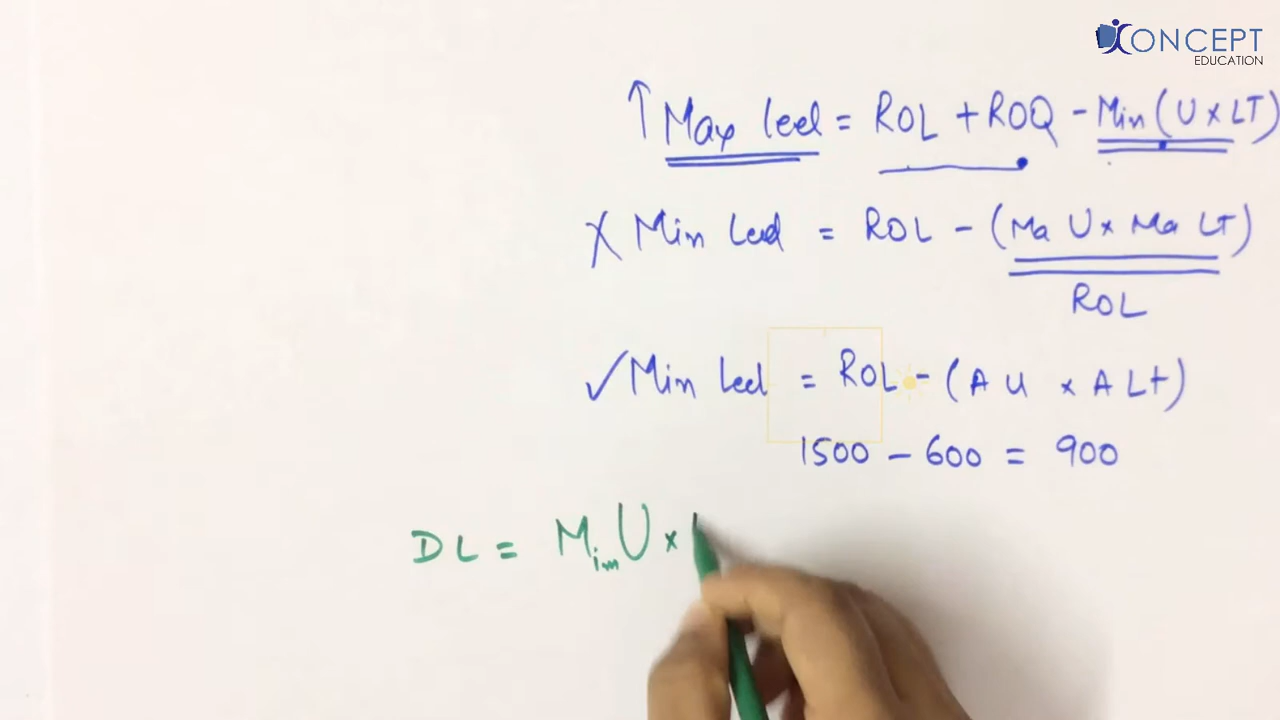 CONCEPT
EDUCATION
↑ Max leel = ROL + ROQ - Min (U x LT)
X Min Leel = ROL - (Ma U x Ma LT)
ROL
✓ Min leel = ROL - (A U x A Lt)
1500 - 600 = 900
DL = Min U x